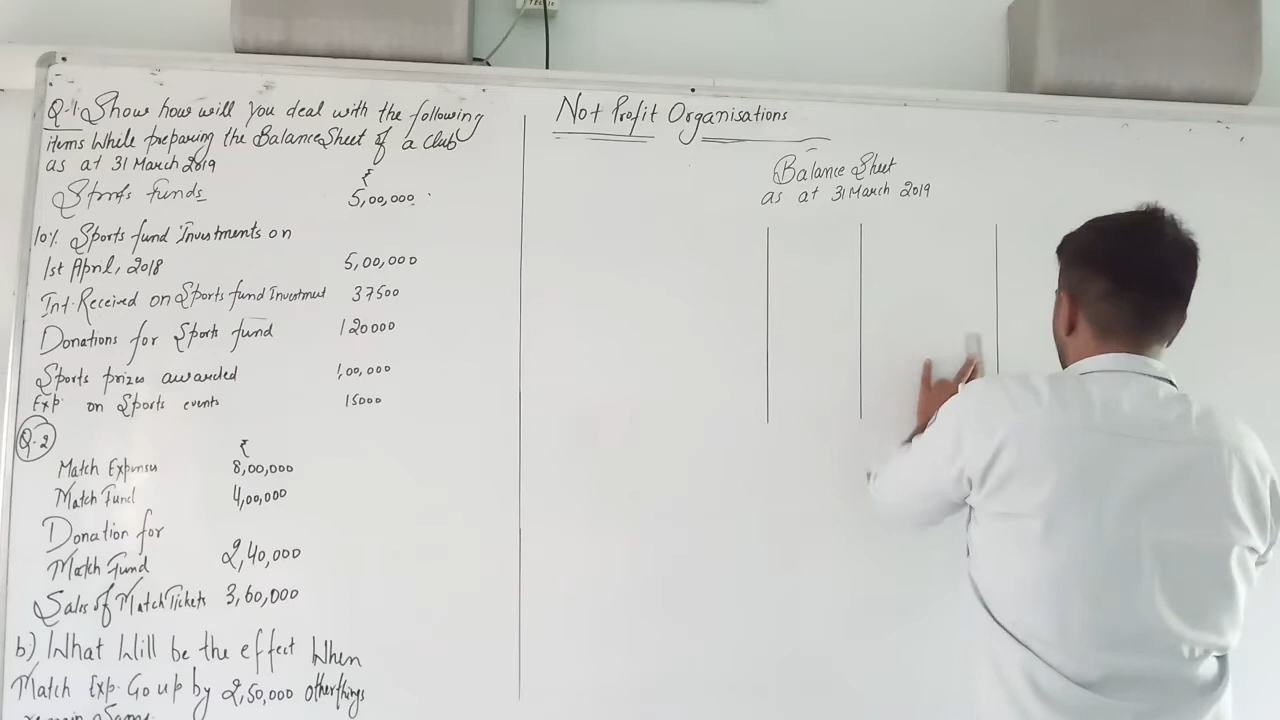 Q-1 Show how will you deal with the following
items While preparing the Balance Sheet of a club
as at 31 March 2019
₹
Sports funds 5,00,000
10% Sports fund Investments on
1st April, 2018 5,00,000
Int. Received on Sports fund Investment 37500
Donations for Sports fund 120000
Sports prizes awarded 1,00,000
Exp. on Sports events 15000
Q-2
₹
Match Expenses 8,00,000
Match Fund 4,00,000
Donation for
Match Fund 2,40,000
Sales of Match Tickets 3,60,000
b) What Will be the effect When
Match Exp. Go up by 2,50,000 other things
remain Same
Not Profit Organisations
Balance Sheet
as at 31 March 2019